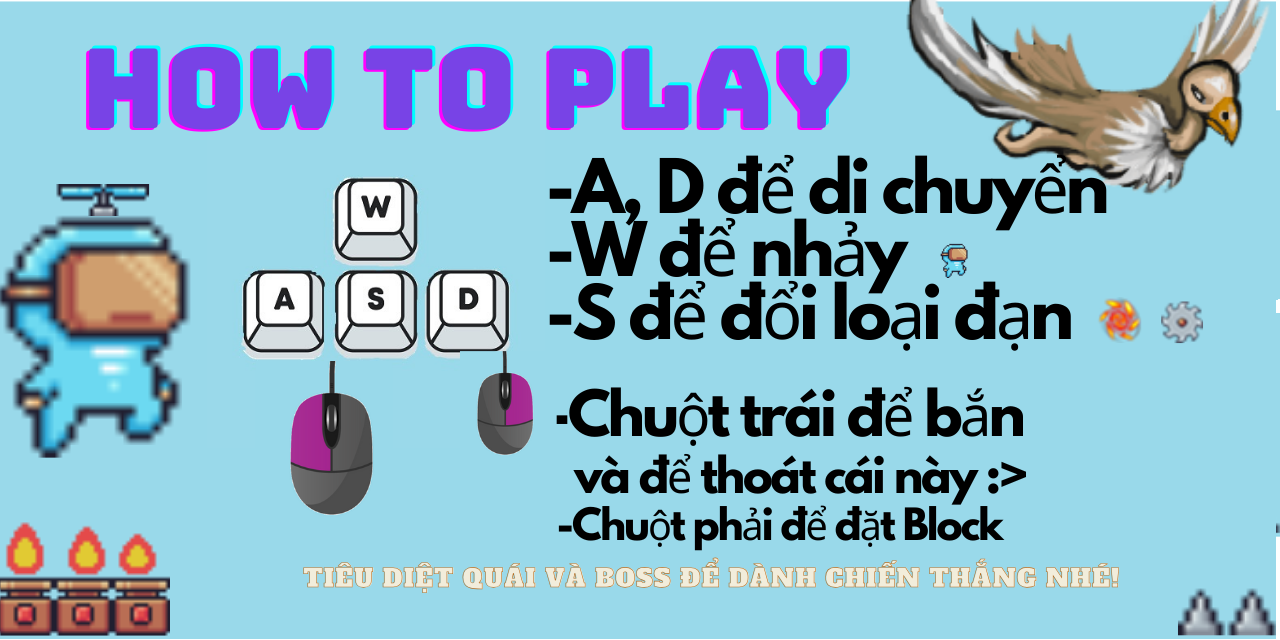 HOW TO PLAY
-A, D để di chuyển
W
-W để nhảy
A S D
-S để đổi loại đạn
-Chuột trái để bắn
và để thoát cái này :>
-Chuột phải để đặt Block
TIÊU DIỆT QUÁI VÀ BOSS ĐỂ DÀNH CHIẾN THẮNG NHÉ!